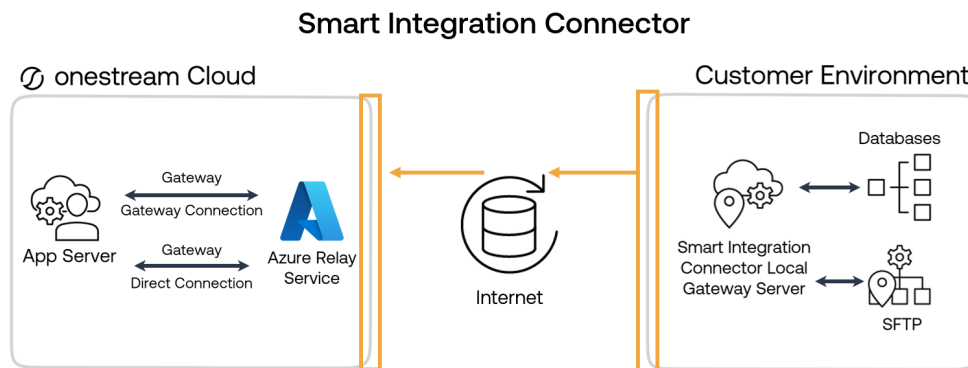 Smart Integration Connector
onestream Cloud
Customer Environment
Gateway
Gateway Connection
Gateway
Direct Connection
App Server
Azure Relay
Service
Internet
Databases
Smart Integration
Connector Local
Gateway Server
SFTP